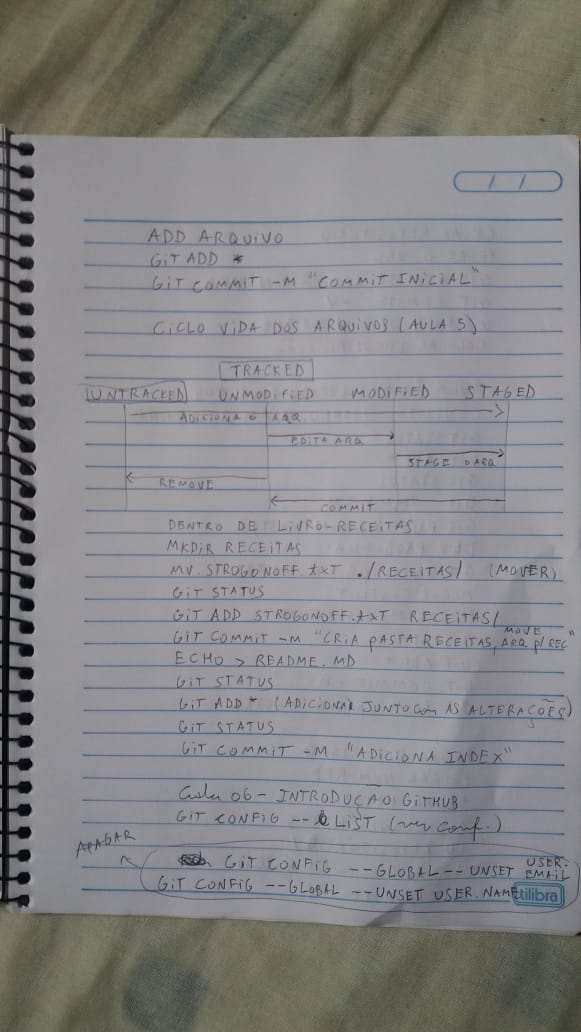 / /
ADD ARQUIVO
GIT ADD *
GIT COMMIT -M "COMMIT INICIAL"
CICLO VIDA DOS ARQUIVOS (AULA 5)
TRACKED
UNTRACKED UNMODIFIED MODIFIED STAGED
ADICIONA O ARQ
EDITA ARQ
STAGE O ARQ
REMOVE
COMMIT
DENTRO DE LIVRO-RECEITAS
MKDIR RECEITAS
MV STROGONOFF.txT ./RECEITAS/ (MOVER)
GIT STATUS
GIT ADD STROGONOFF.txT RECEITAS/
GIT COMMIT -M "CRIA PASTA RECEITAS, MOVE ARQ P/ REC"
ECHO > README.MD
GIT STATUS
GIT ADD * (ADICIONAR JUNTO COM AS ALTERAÇÕES)
GIT STATUS
GIT COMMIT -M "ADICIONA INDEX"
06 - INTRODUÇAO GITHUB
GIT CONFIG -- LIST (ver conf.)
APAGAR
GIT CONFIG --GLOBAL --UNSET USER.EMAIL
GIT CONFIG --GLOBAL --UNSET USER.NAME
tilibra